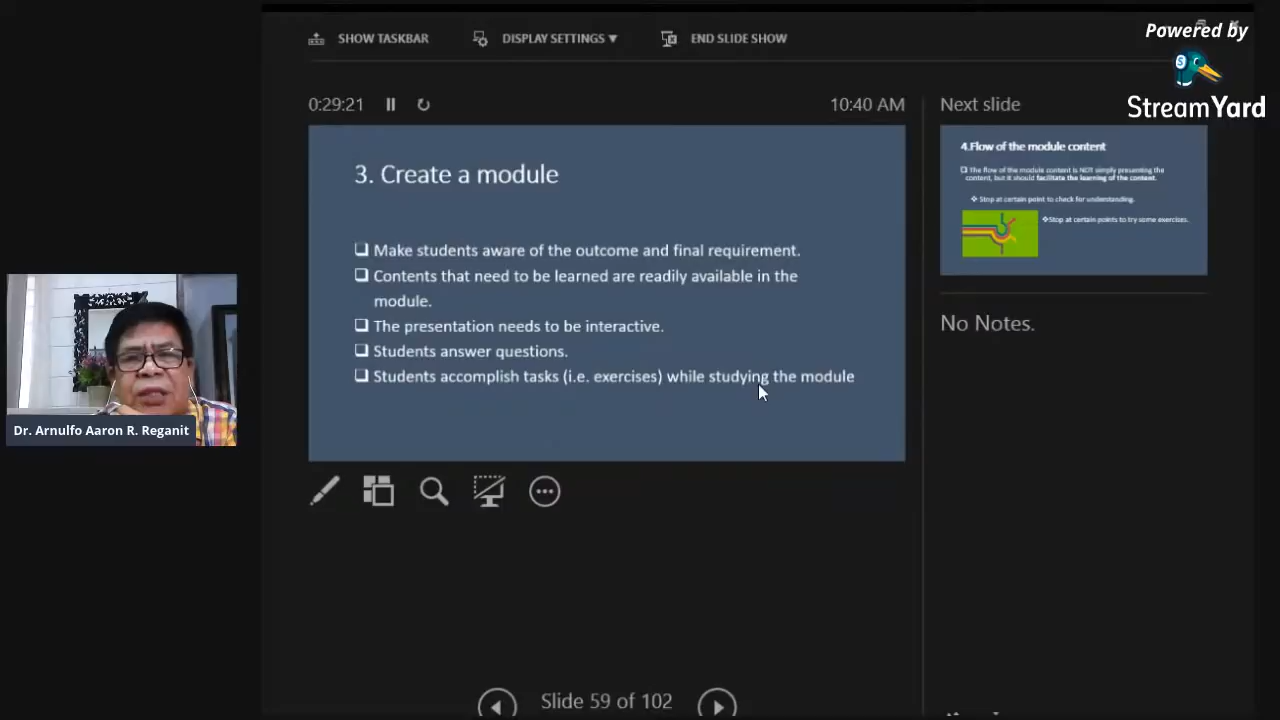 SHOW TASKBAR
DISPLAY SETTINGS ▼
END SLIDE SHOW
Powered by
StreamYard
0:29:21
10:40 AM
Next slide
3. Create a module
❑ Make students aware of the outcome and final requirement.
❑ Contents that need to be learned are readily available in the
module.
❑ The presentation needs to be interactive.
❑ Students answer questions.
❑ Students accomplish tasks (i.e. exercises) while studying the module
4.Flow of the module content
❑ The flow of the module content is NOT simply presenting the
content, but it should facilitate the learning of the content.
❖ Stop at certain point to check for understanding.
❖Stop at certain points to try some exercises.
No Notes.
Dr. Arnulfo Aaron R. Reganit
Slide 59 of 102